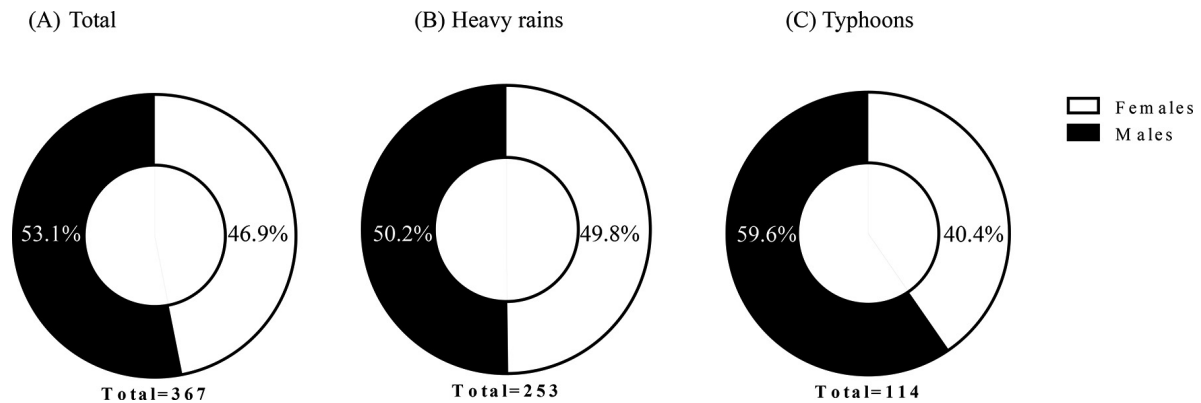 (A) Total
(B) Heavy rains
(C) Typhoons
Females
Males
53.1%
46.9%
50.2%
49.8%
59.6%
40.4%
Total=367
Total=253
Total=114